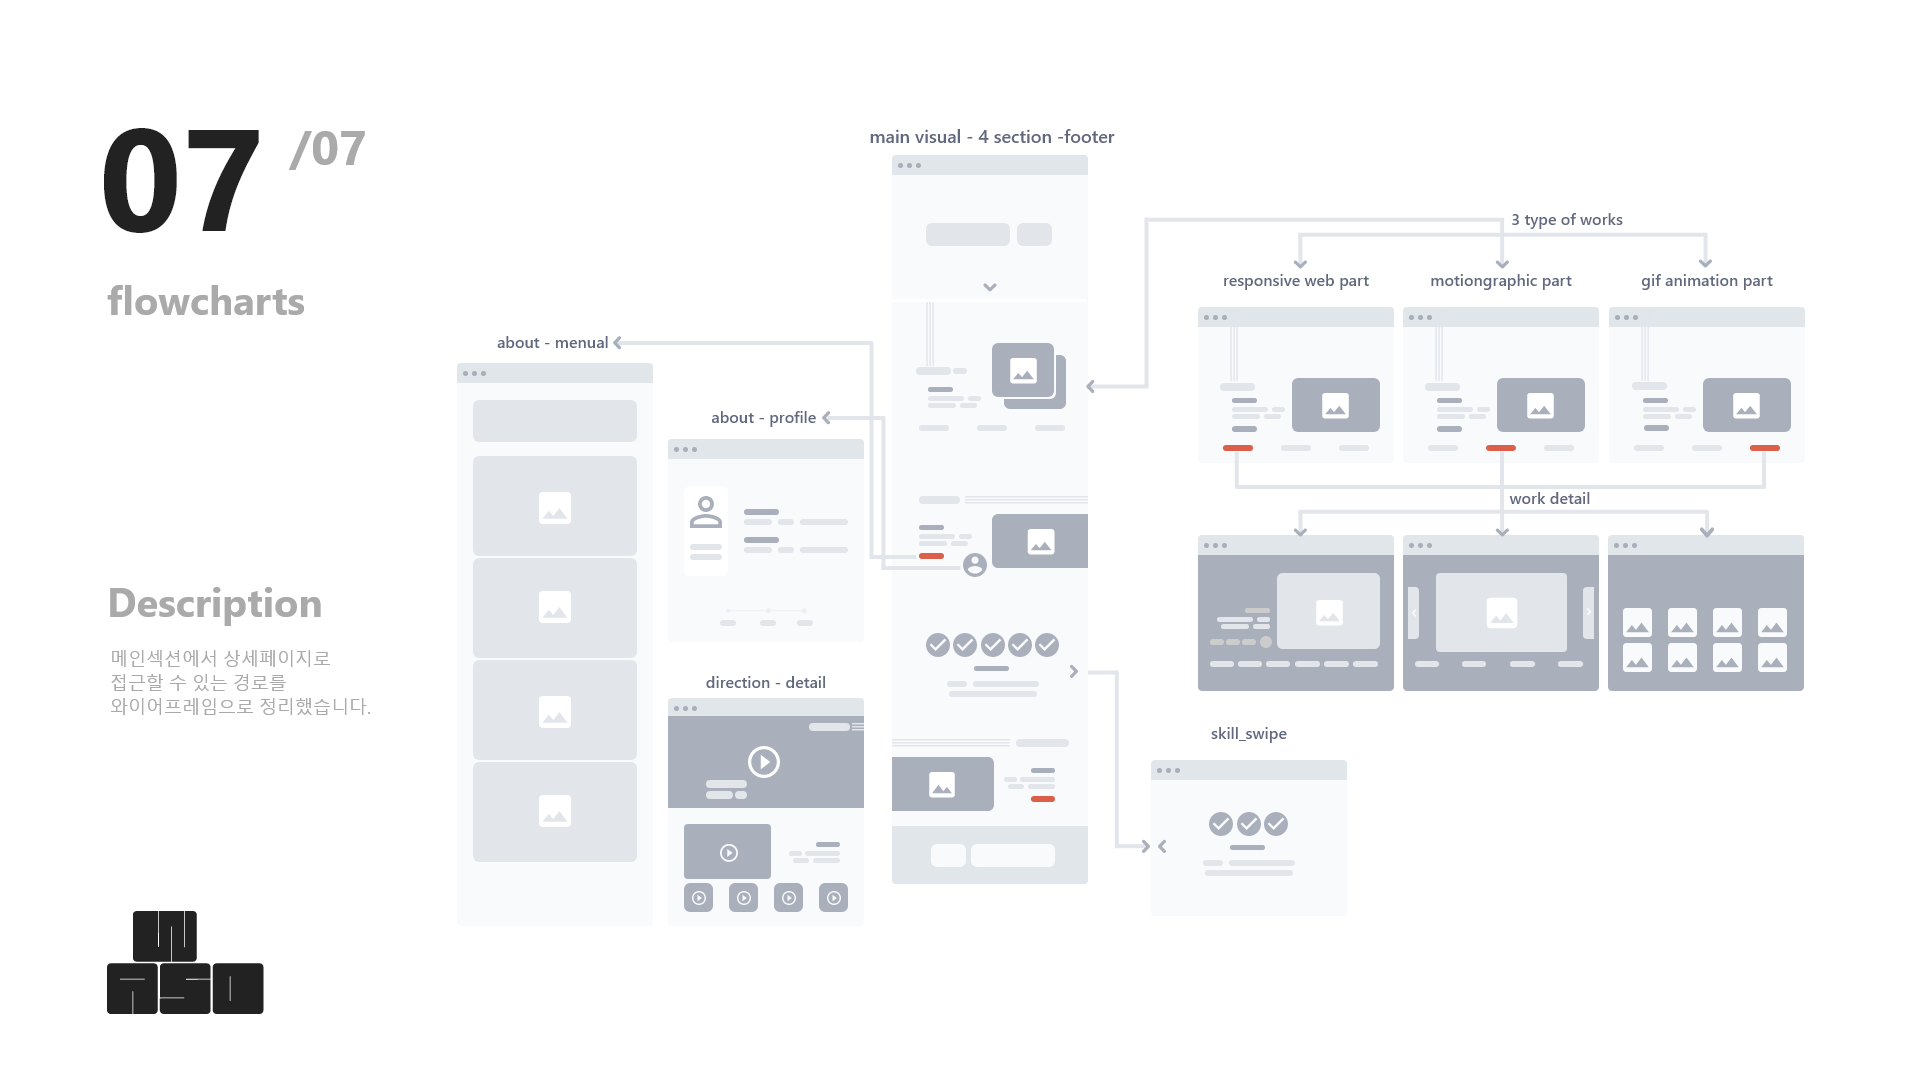 07 /07
flowcharts
Description
메인섹션에서 상세페이지로
접근할 수 있는 경로를
와이어프레임으로 정리했습니다.
W
ASO
main visual - 4 section -footer
3 type of works
responsive web part
motiongraphic part
gif animation part
about - menual
about - profile
work detail
direction - detail
skill_swipe